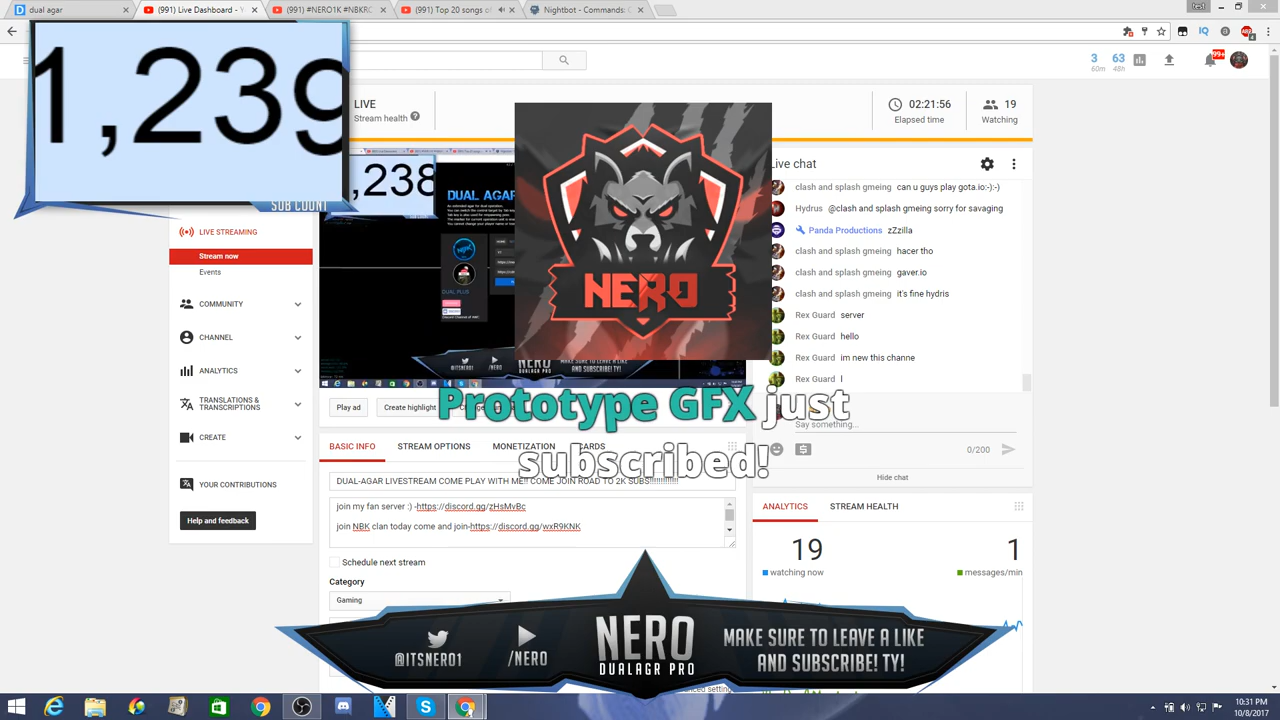 dual agar
(991) Live Dashboard - Y
(991) #NERO1K #NBKRC
(991) Top 20 songs of
Nightbot - Commands: C
1,239
SUB COUNT
3
60m
63
48h
99+
LIVE
Stream health
02:21:56
Elapsed time
19
Watching
,238
DUAL AGAR
DUAL PLUS
NERO
Live chat
clash and splash gmeing can u guys play gota.io:-):-)
Hydrus @clash and splash gmeing sorry for savaging
Panda Productions zZzilla
clash and splash gmeing hacer tho
clash and splash gmeing gaver.io
clash and splash gmeing it's fine hydris
Rex Guard server
Rex Guard hello
Rex Guard im new this channe
Rex Guard l
Say something...
0/200
Hide chat
LIVE STREAMING
Stream now
Events
COMMUNITY
CHANNEL
ANALYTICS
TRANSLATIONS &
TRANSCRIPTIONS
CREATE
YOUR CONTRIBUTIONS
Help and feedback
Play ad
Create highlight
Prototype GFX just
subscribed!
BASIC INFO
STREAM OPTIONS
MONETIZATION
CARDS
DUAL-AGAR LIVESTREAM COME PLAY WITH ME!! COME JOIN ROAD TO 2K SUBS!!!!!!!!!!!!
join my fan server :) -https://discord.gg/zHsMvBc
join NBK clan today come and join-https://discord.gg/wxR9KNK
Schedule next stream
Category
Gaming
ANALYTICS
STREAM HEALTH
19
watching now
1
messages/min
@ITSNERO1
/NERO
NERO
DUALAGR PRO
MAKE SURE TO LEAVE A LIKE
AND SUBSCRIBE! TY!
10:31 PM
10/8/2017